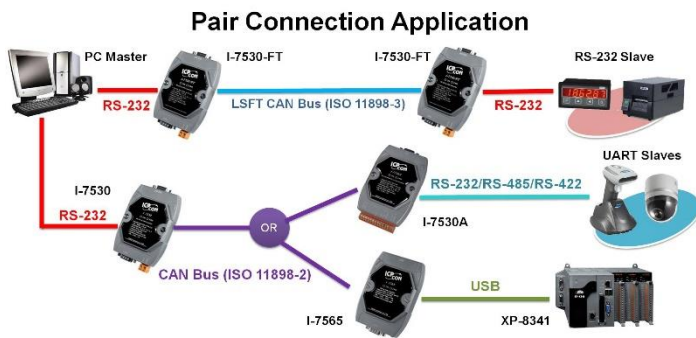 Pair Connection Application
PC Master
I-7530-FT
I-7530-FT
RS-232 Slave
RS-232
LSFT CAN Bus (ISO 11898-3)
RS-232
I-7530
RS-232
RS-232/RS-485/RS-422
UART Slaves
I-7530A
OR
CAN Bus (ISO 11898-2)
USB
I-7565
XP-8341